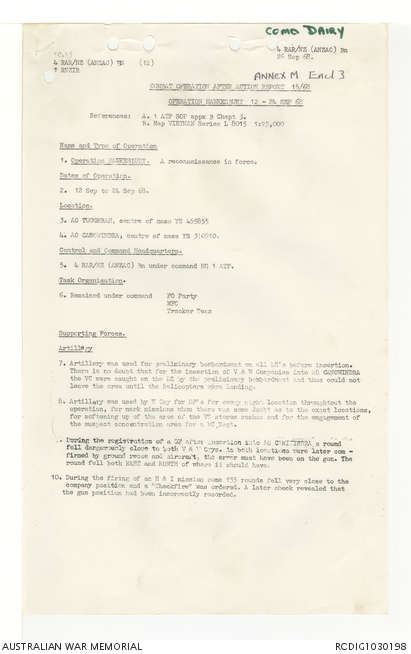 COMD DAIRY
4 RAR/NZ (ANZAC) Bn
26 Sep 68
4 RAR/NZ (ANZAC) BN (12)
1 RNZIR
ANNEX M Encl 3
COMBAT OPERATION AFTER ACTION REPORT 15/68
OPERATION 12 - 24 SEP 68
References: A. 1 ATF SOP appx 9 Chapt 3.
B. Map VIETNAM Series L 8015 1:25,000
Name and Type of Operation
1. Operation A reconnaissance in force.
Dates of Operation.
2. 12 Sep to 24 Sep 68.
Location.
3. AO centre of mass YS
4. AO CANOWINDRA, centre of mass YS
Control and Command Headquarters.
5. 4 RAR/NZ (ANZAC) Bn under command HQ 1 ATF.
Task Organisation.
6. Remained under command FO Party
MFC
Tracker Team
Supporting Forces.
Artillery
7. Artillery was used for preliminary bombardment on all LZ's before insertion.
There is no doubt that for the insertion of V & W Companies into AO CANOWINDRA
the VC were caught on the LZ by the preliminary bombardment and thus could not
leave the area until the helicopters were landing.
8. Artillery was used by Coy for DF's for every night location throughout the
operation, for mark missions when there was some doubt as to the exact locations,
for softening up of the area of the VC stores caches and for the engagement of
the suspect concentration area for a VC Regt.
During the registration of a DF after insertion into AO CANOWINDRA a round
fell dangerously close to both V & W Coys. As both locations were later con -
firmed by ground recce and aircraft, the error must have been on the gun. The
round fell both EAST and NORTH of where it should have.
10. During the firing of an H & I mission some 155 rounds fell very close to the
company position and a "Checkfire" was ordered. A later check revealed that
the gun position had been incorrectly recorded.
AUSTRALIAN WAR MEMORIAL
RCDIG1030198